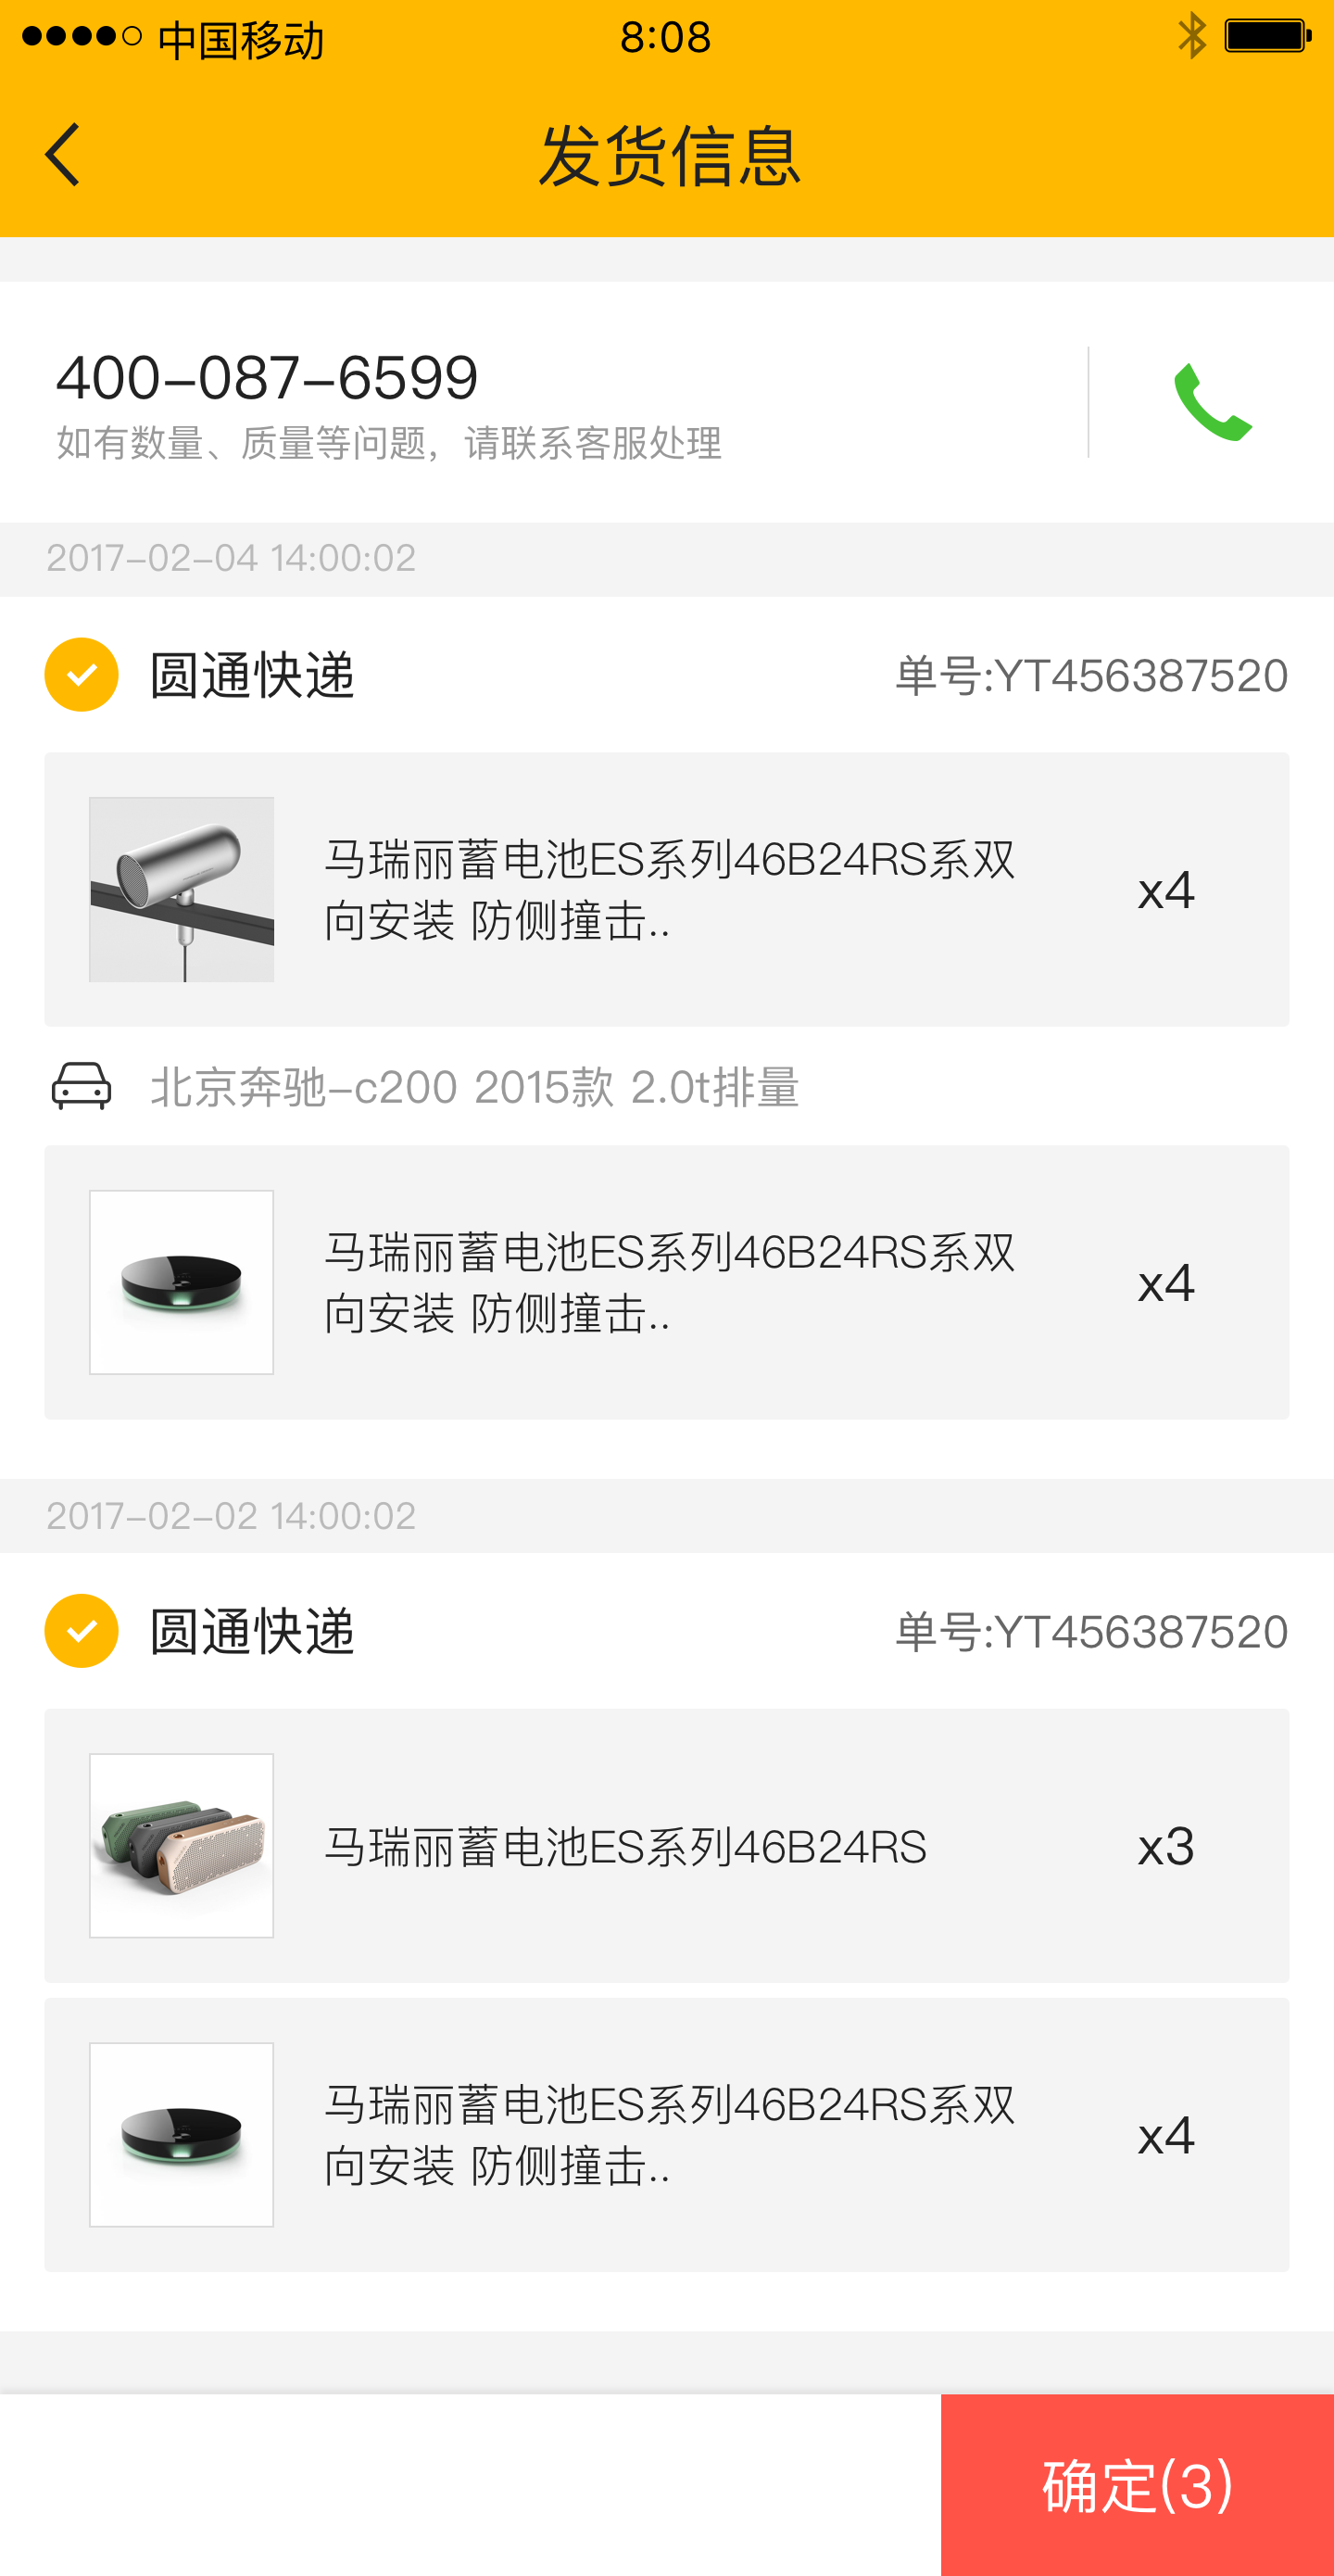 中国移动
8:08
发货信息
400-087-6599
如有数量、质量等问题，请联系客服处理
2017-02-04 14:00:02
圆通快递
单号:YT456387520
马瑞丽蓄电池ES系列46B24RS系双
向安装 防侧撞击..
x4
北京奔驰-c200 2015款 2.0t排量
马瑞丽蓄电池ES系列46B24RS系双
向安装 防侧撞击..
x4
2017-02-02 14:00:02
圆通快递
单号:YT456387520
马瑞丽蓄电池ES系列46B24RS
x3
马瑞丽蓄电池ES系列46B24RS系双
向安装 防侧撞击..
x4
确定(3)